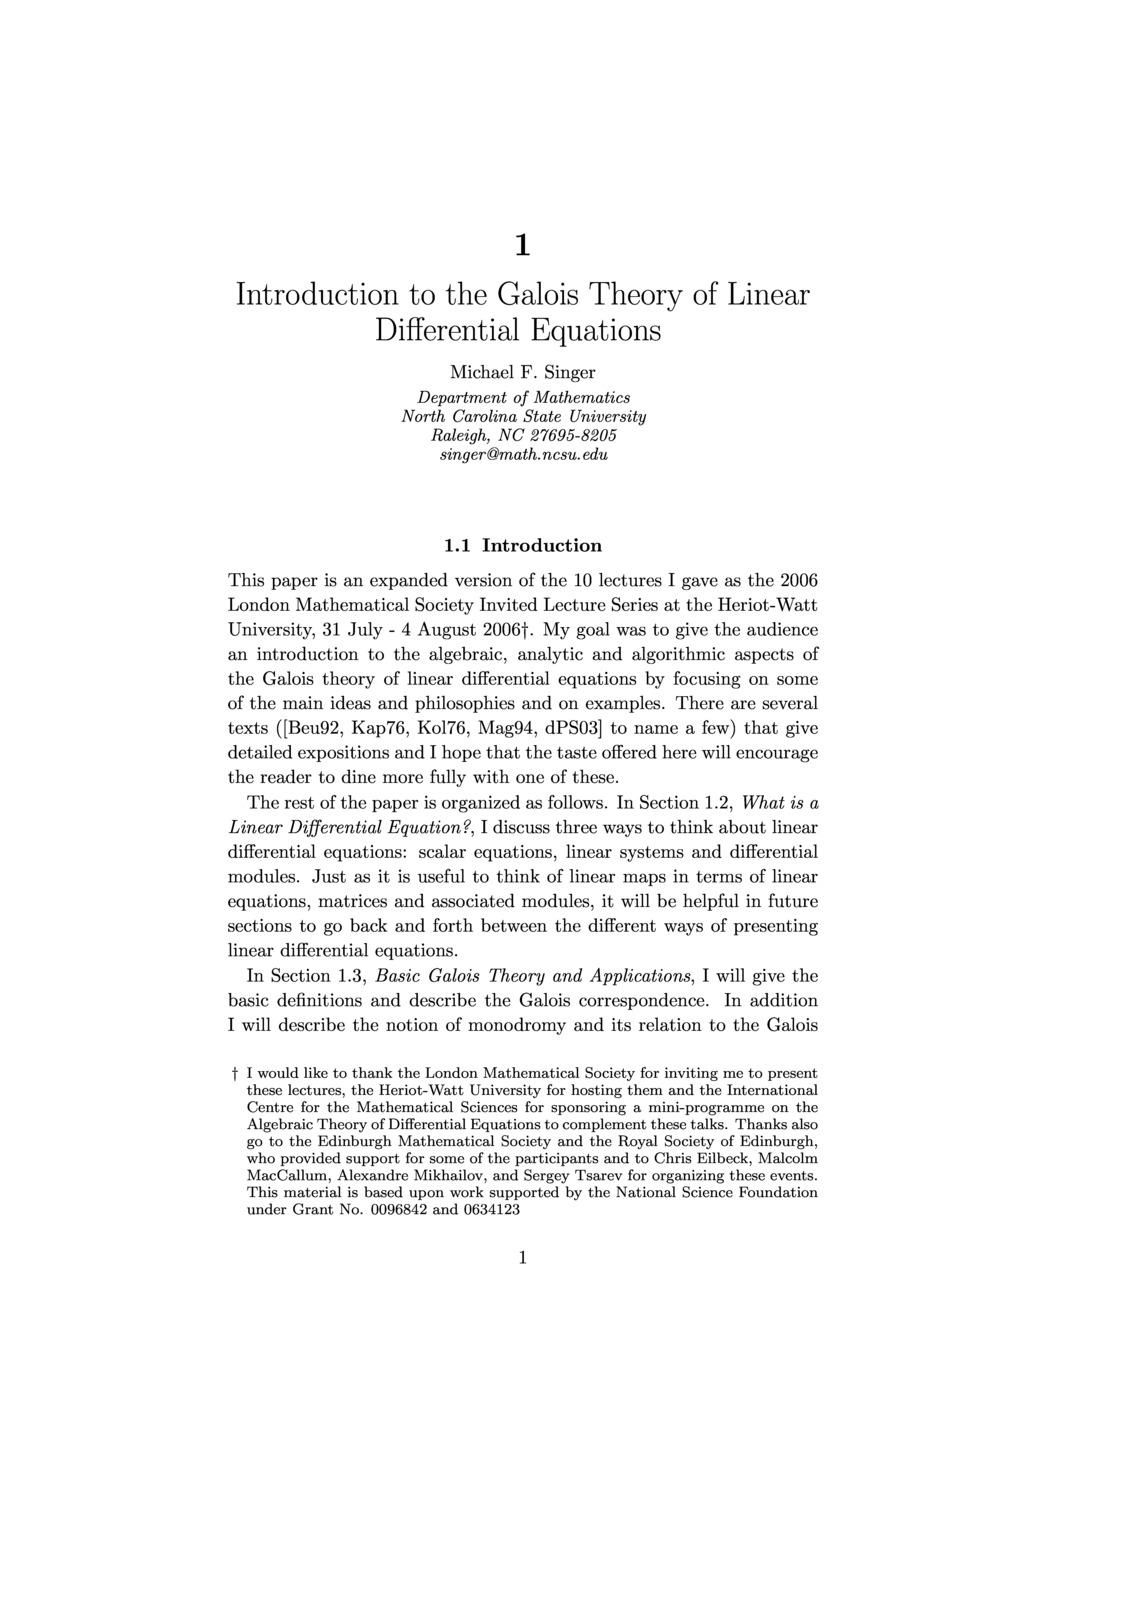 1
Introduction to the Galois Theory of Linear
Differential Equations
Michael F. Singer
Department of Mathematics
North Carolina State University
Raleigh, NC 27695-8205
singer@math.ncsu.edu
1.1 Introduction
This paper is an expanded version of the 10 lectures I gave as the 2006
London Mathematical Society Invited Lecture Series at the Heriot-Watt
University, 31 July - 4 August 2006†. My goal was to give the audience
an introduction to the algebraic, analytic and algorithmic aspects of
the Galois theory of linear differential equations by focusing on some
of the main ideas and philosophies and on examples. There are several
texts ([Beu92, Kap76, Kol76, Mag94, dPS03] to name a few) that give
detailed expositions and I hope that the taste offered here will encourage
the reader to dine more fully with one of these.
The rest of the paper is organized as follows. In Section 1.2, What is a
Linear Differential Equation?, I discuss three ways to think about linear
differential equations: scalar equations, linear systems and differential
modules. Just as it is useful to think of linear maps in terms of linear
equations, matrices and associated modules, it will be helpful in future
sections to go back and forth between the different ways of presenting
linear differential equations.
In Section 1.3, Basic Galois Theory and Applications, I will give the
basic definitions and describe the Galois correspondence. In addition
I will describe the notion of monodromy and its relation to the Galois
† I would like to thank the London Mathematical Society for inviting me to present
these lectures, the Heriot-Watt University for hosting them and the International
Centre for the Mathematical Sciences for sponsoring a mini-programme on the
Algebraic Theory of Differential Equations to complement these talks. Thanks also
go to the Edinburgh Mathematical Society and the Royal Society of Edinburgh,
who provided support for some of the participants and to Chris Eilbeck, Malcolm
MacCallum, Alexandre Mikhailov, and Sergey Tsarev for organizing these events.
This material is based upon work supported by the National Science Foundation
under Grant No. 0096842 and 0634123
1